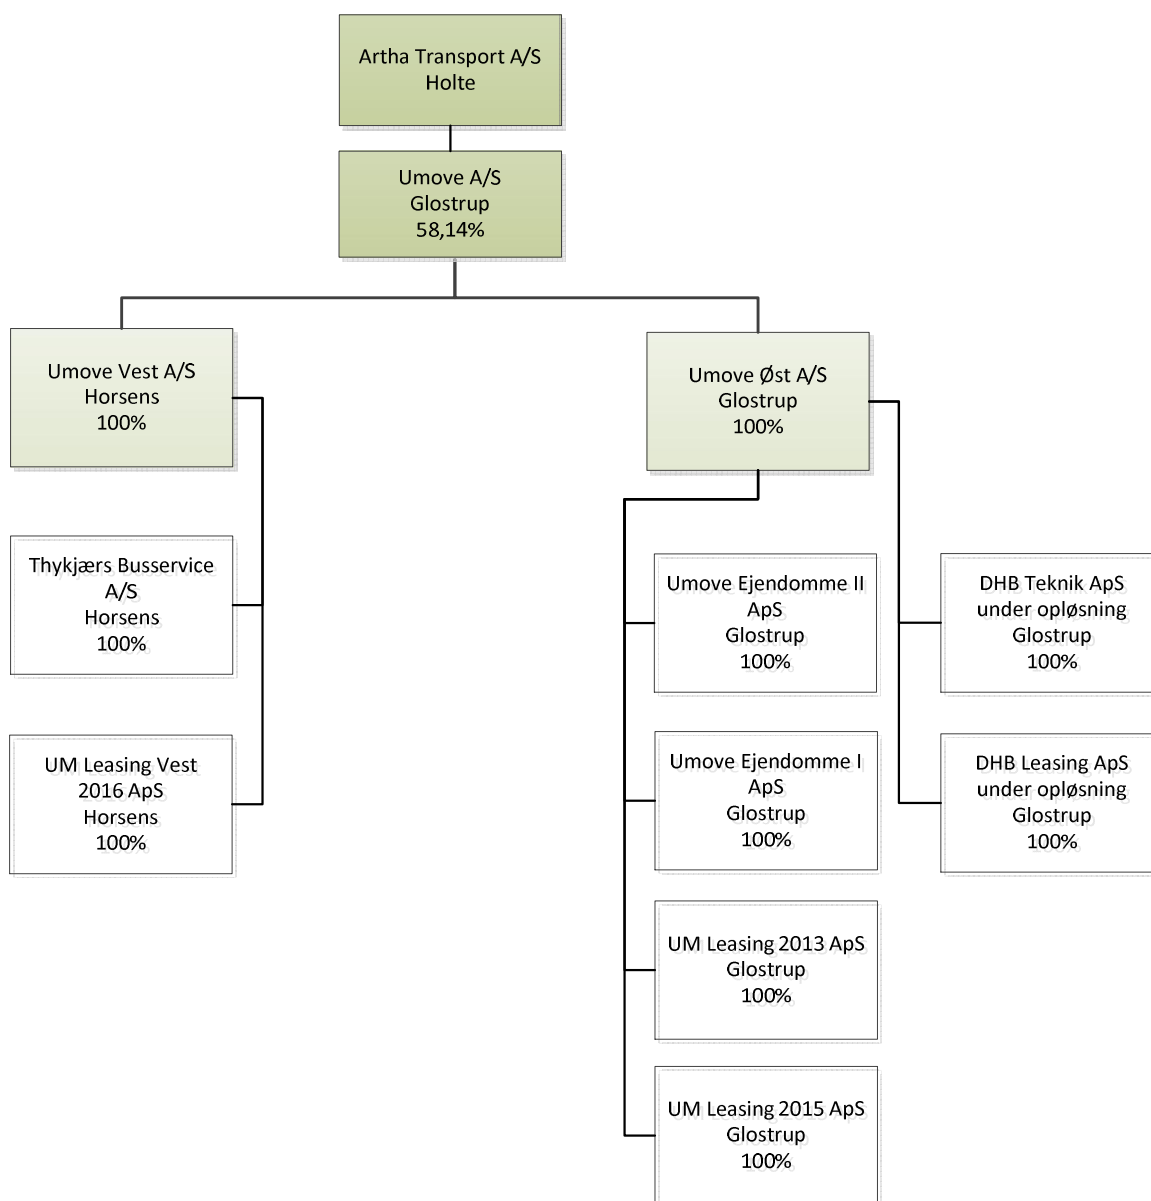 Artha Transport A/S
Holte
Umove A/S
Glostrup
58,14%
Umove Vest A/S
Horsens
100%
Umove Øst A/S
Glostrup
100%
Thykjærs Busservice
A/S
Horsens
100%
UM Leasing Vest
2016 ApS
Horsens
100%
Umove Ejendomme II
ApS
Glostrup
100%
Umove Ejendomme I
ApS
Glostrup
100%
UM Leasing 2013 ApS
Glostrup
100%
UM Leasing 2015 ApS
Glostrup
100%
DHB Teknik ApS
under opløsning
Glostrup
100%
DHB Leasing ApS
under opløsning
Glostrup
100%